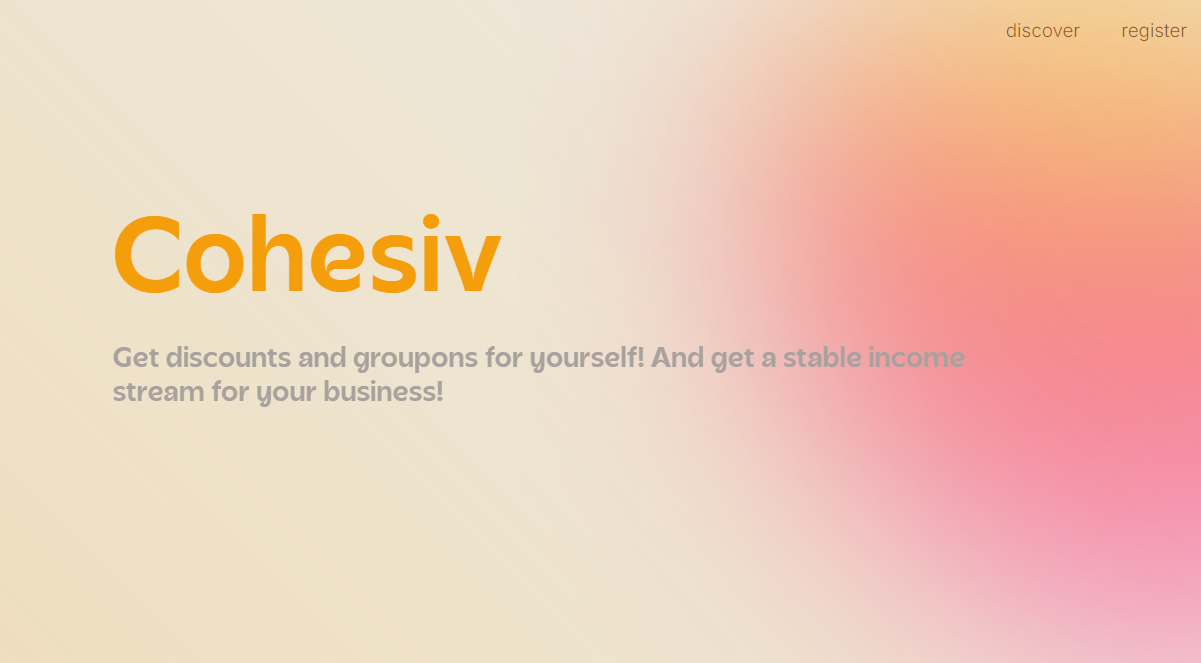 discover register
Cohesiv
Get discounts and groupons for yourself! And get a stable income
stream for your business!